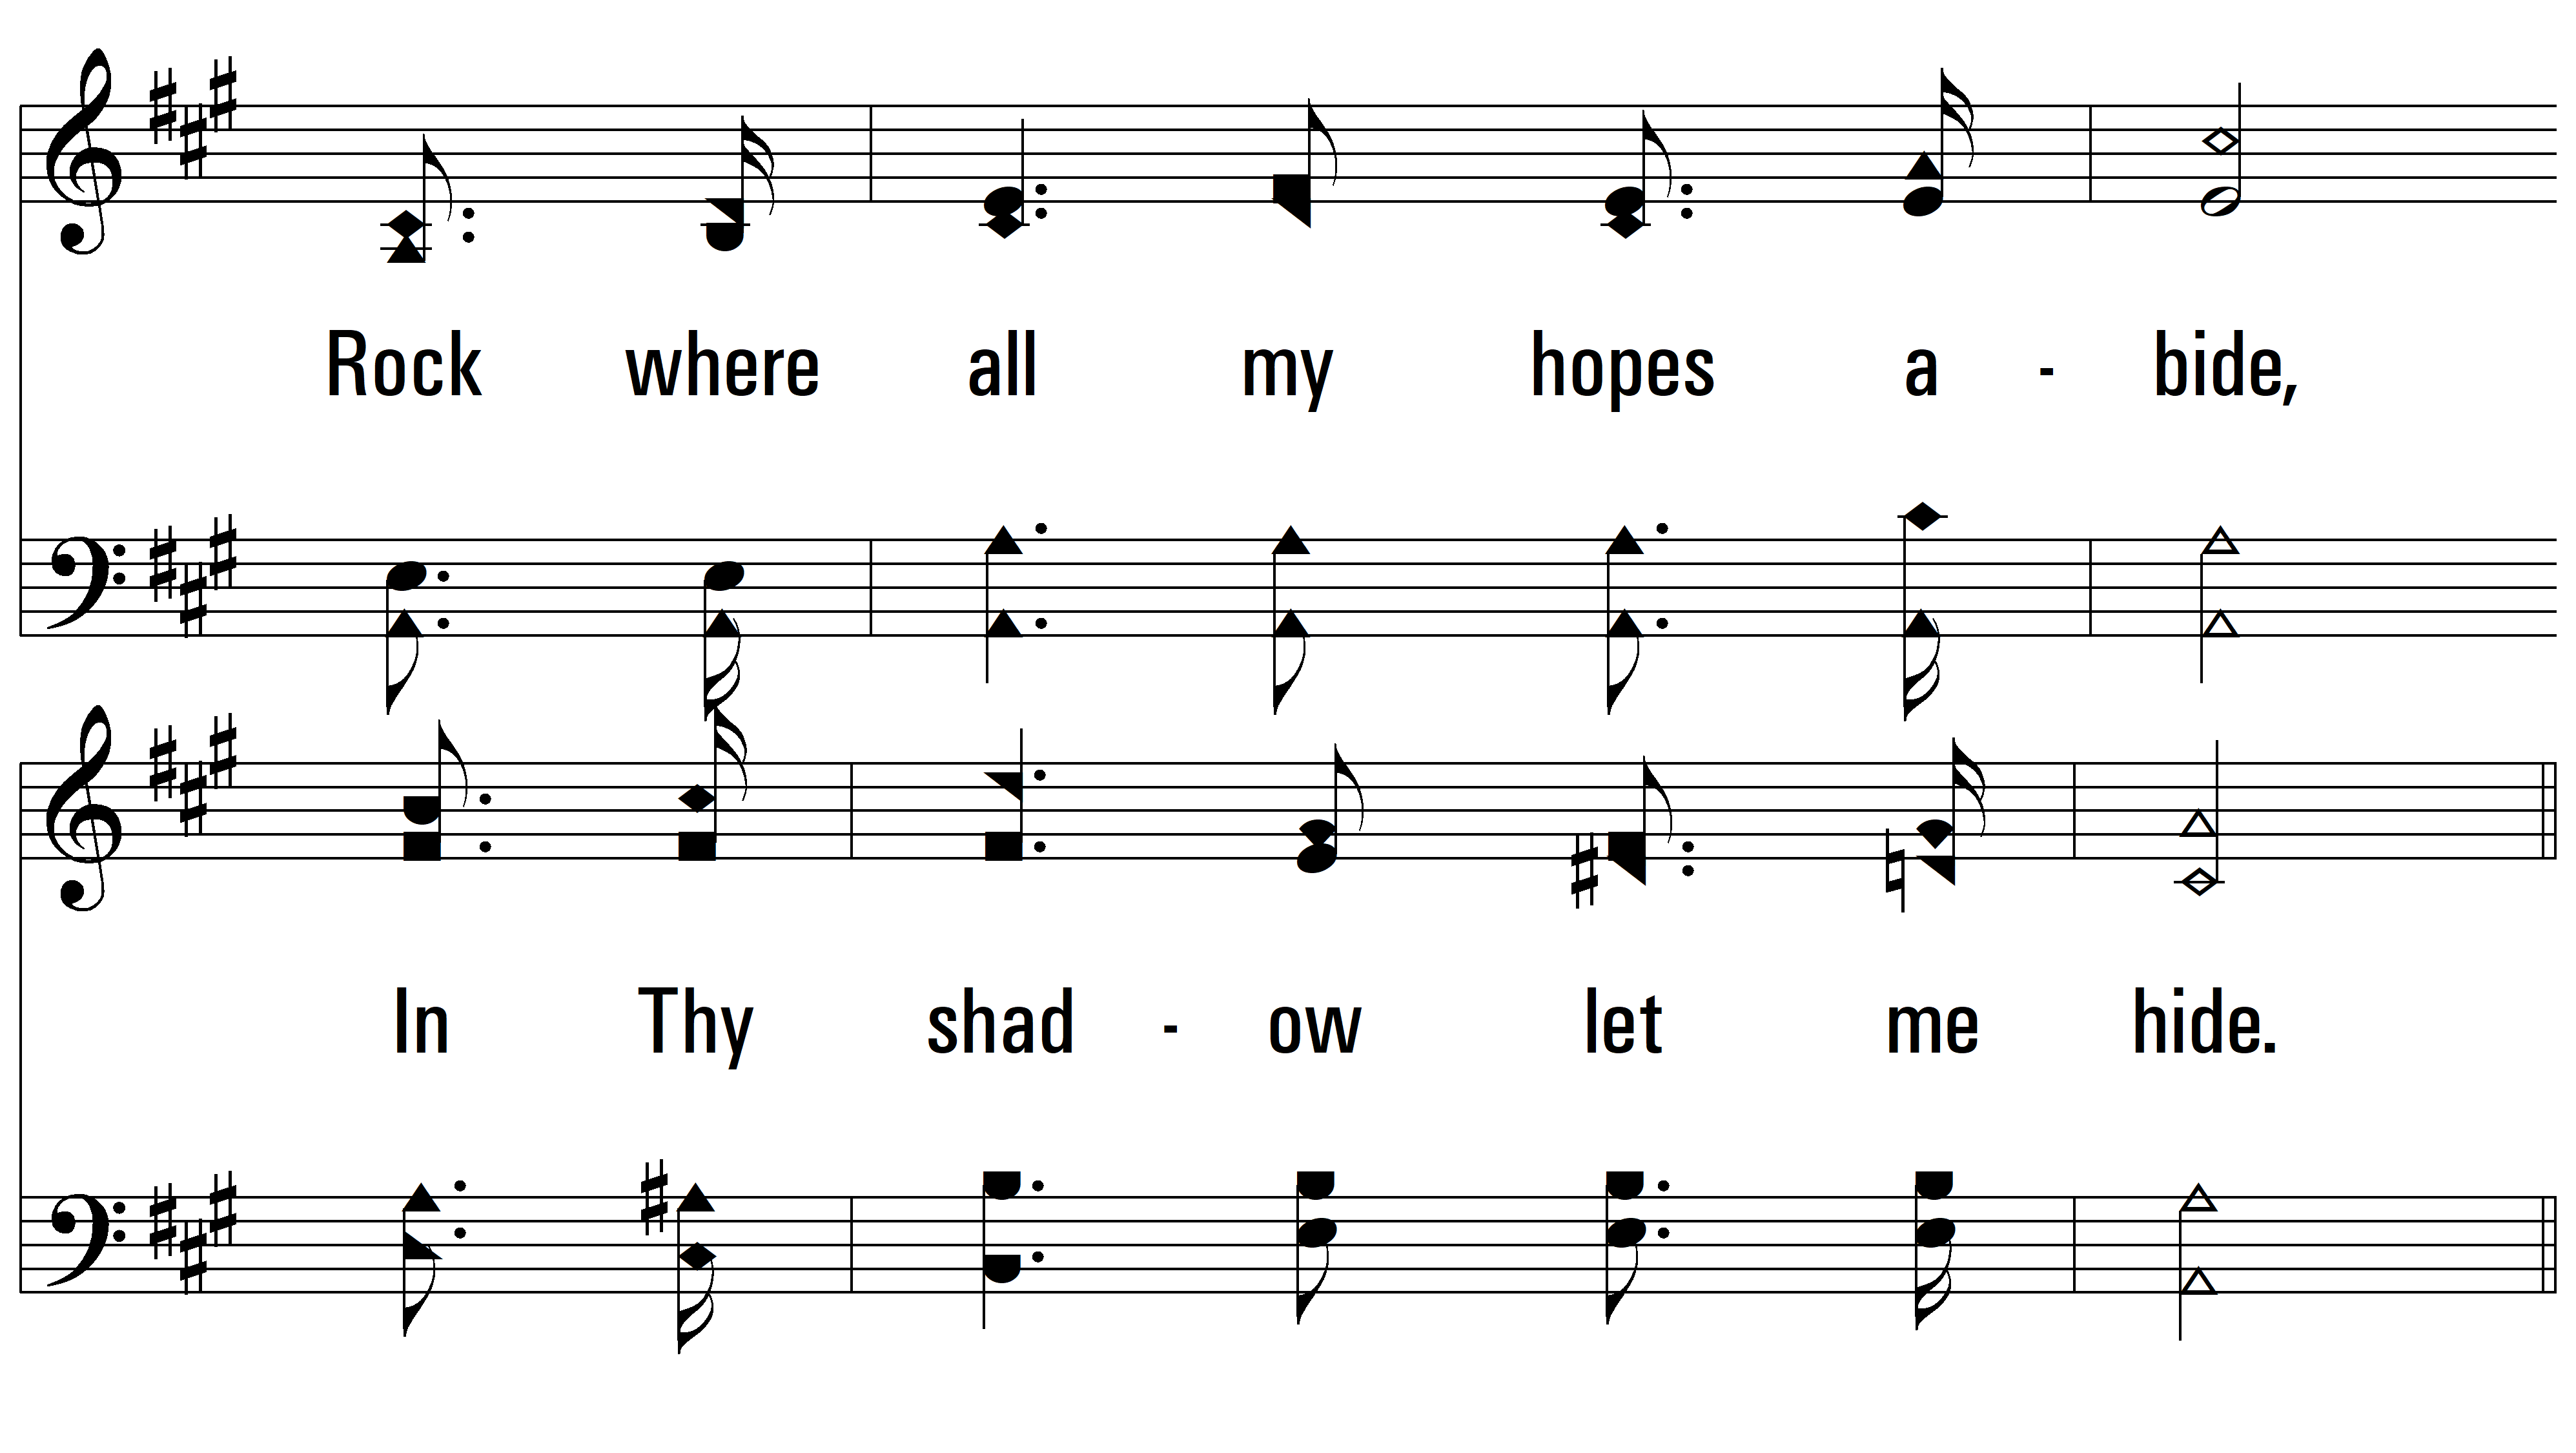 Rock where all my hopes a - bide,
In Thy shad - ow let me hide.